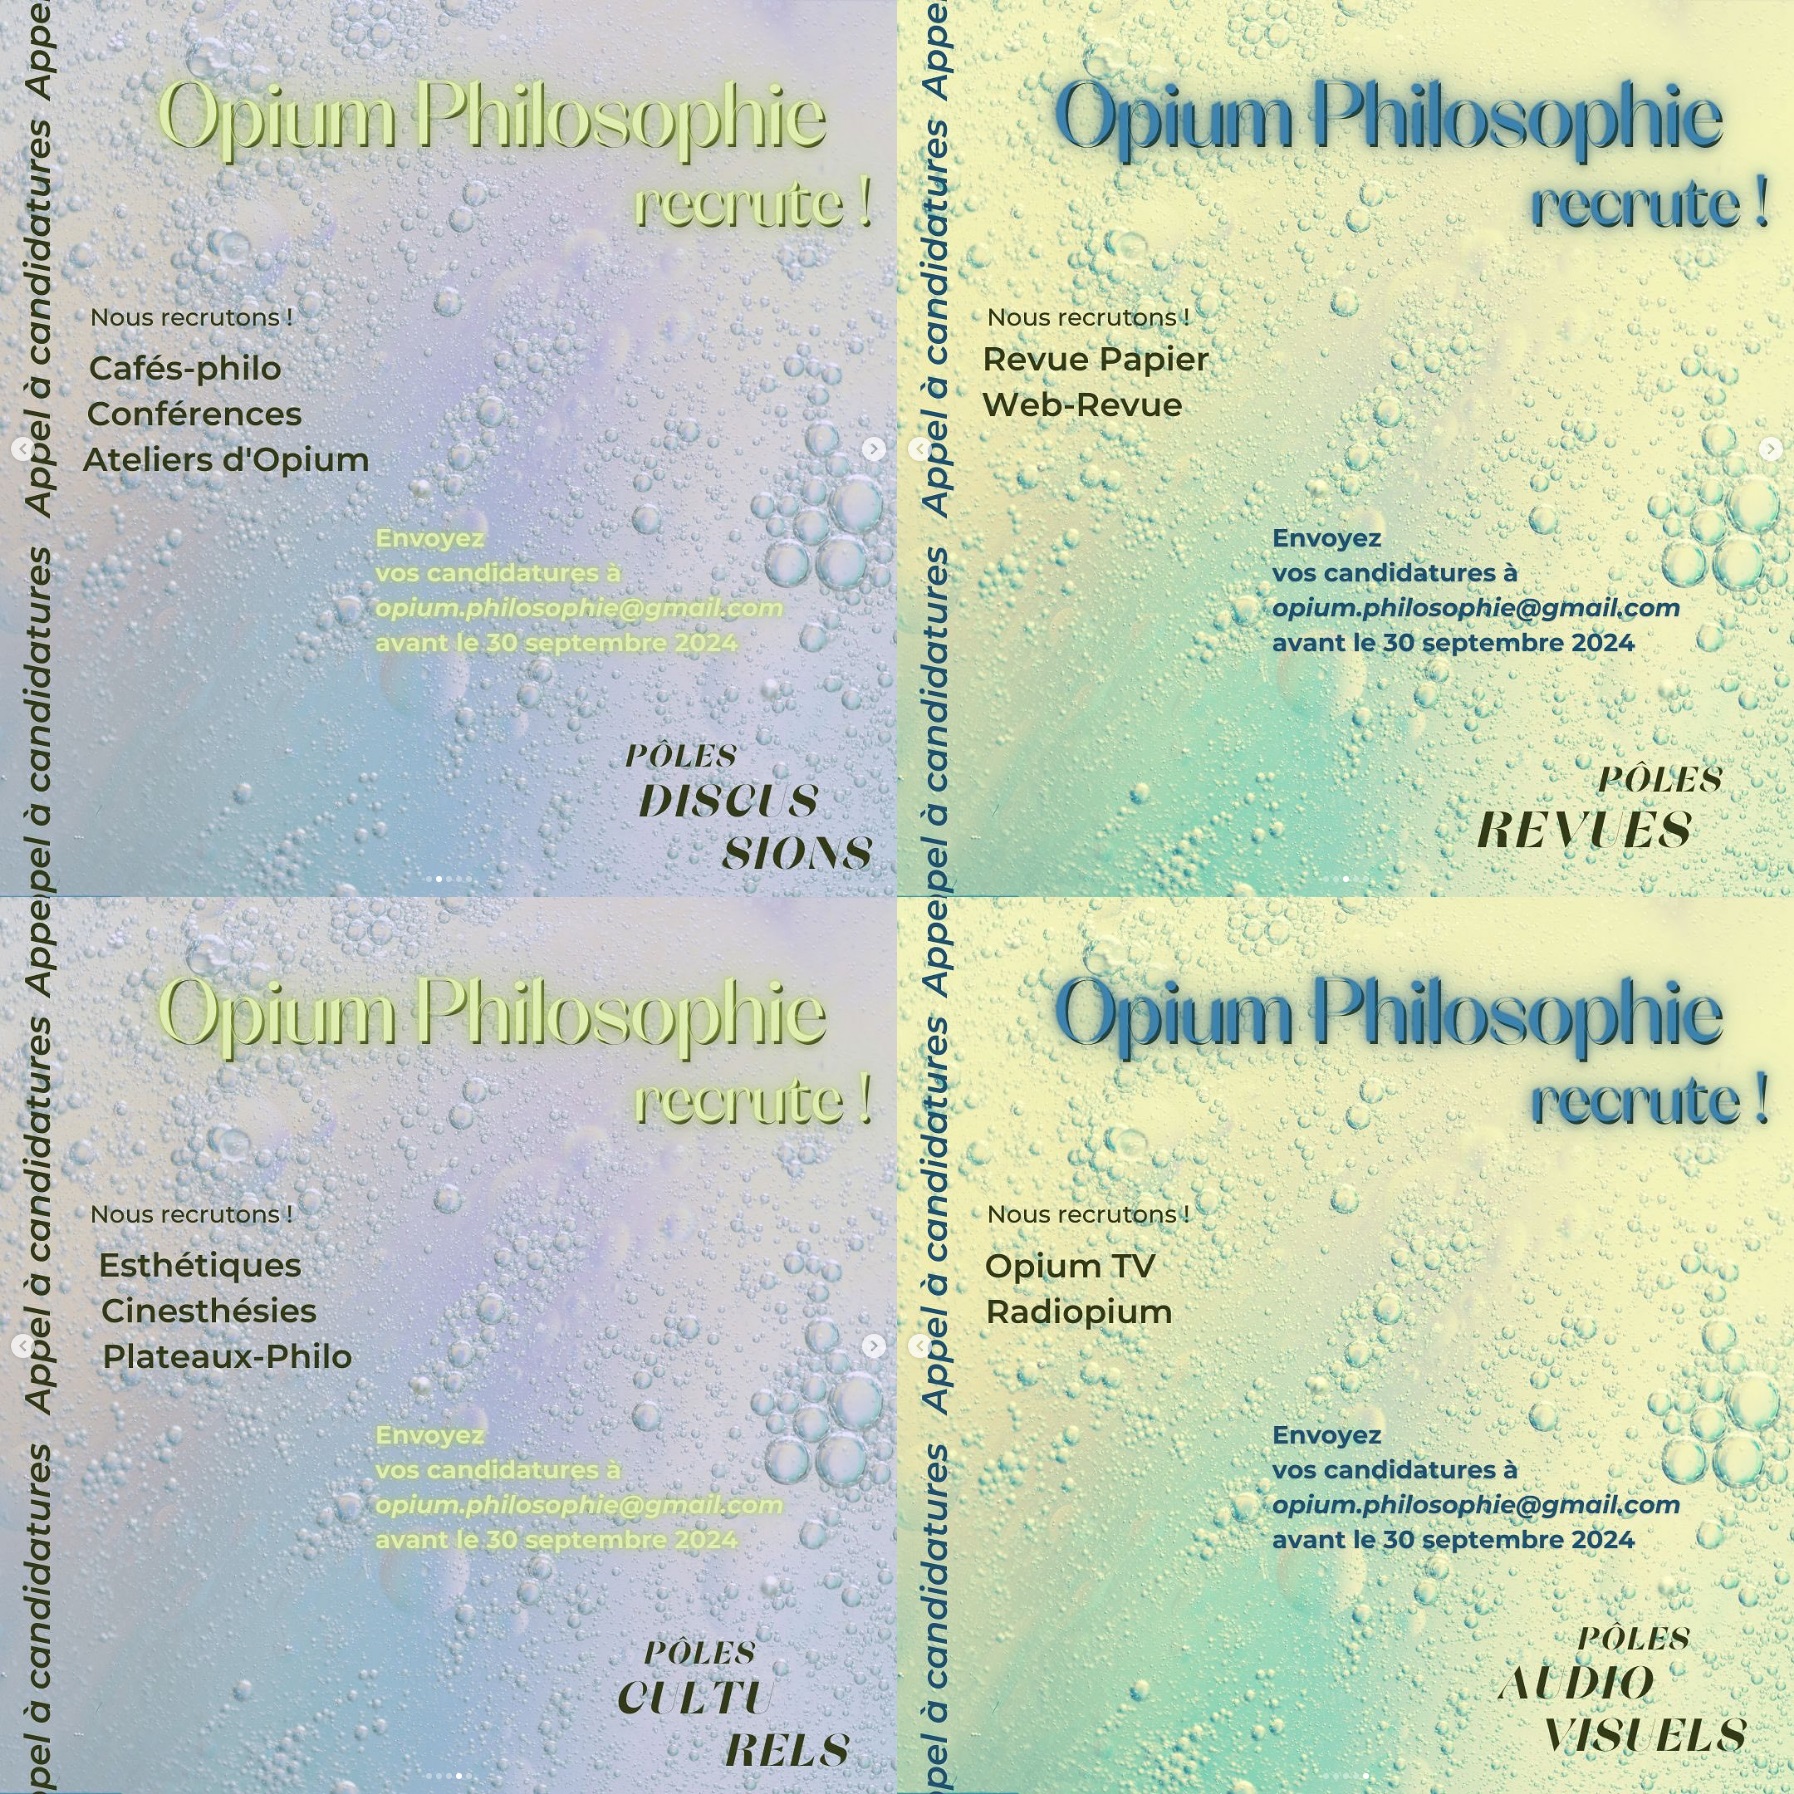 Appel à candidatures Appel à candidatures Appe
Opium Philosophie
recrute !
Nous recrutons !
Cafés-philo
Conférences
Ateliers d'Opium
Envoyez
vos candidatures à
opium.philosophie@gmail.com
avant le 30 septembre 2024
PÔLES
DISCUS
SIONS
Appel à candidatures Appel à candidatures Appe
Opium Philosophie
recrute !
Nous recrutons !
Revue Papier
Web-Revue
Envoyez
vos candidatures à
opium.philosophie@gmail.com
avant le 30 septembre 2024
PÔLES
REVUES
ppel à candidatures Appel à candidatures Appe
Opium Philosophie
recrute !
Nous recrutons !
Esthétiques
Cinesthésies
Plateaux-Philo
Envoyez
vos candidatures à
opium.philosophie@gmail.com
avant le 30 septembre 2024
PÔLES
CULTU
RELS
ppel à candidatures Appel à candidatures Appe
Opium Philosophie
recrute !
Nous recrutons !
Opium TV
Radiopium
Envoyez
vos candidatures à
opium.philosophie@gmail.com
avant le 30 septembre 2024
PÔLES
AUDIO
VISUELS